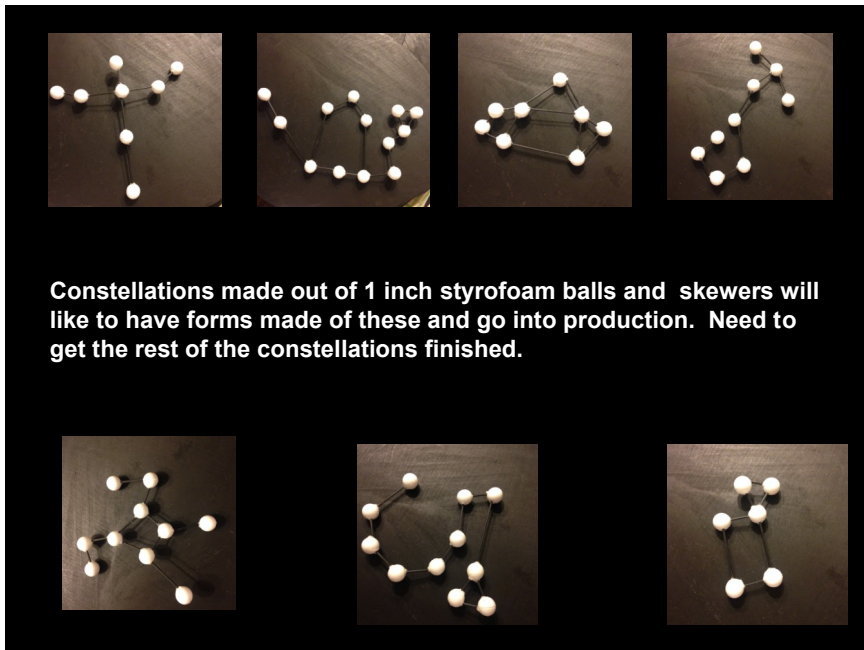 Constellations made out of 1 inch styrofoam balls and  skewers will
like to have forms made of these and go into production.  Need to
get the rest of the constellations finished.